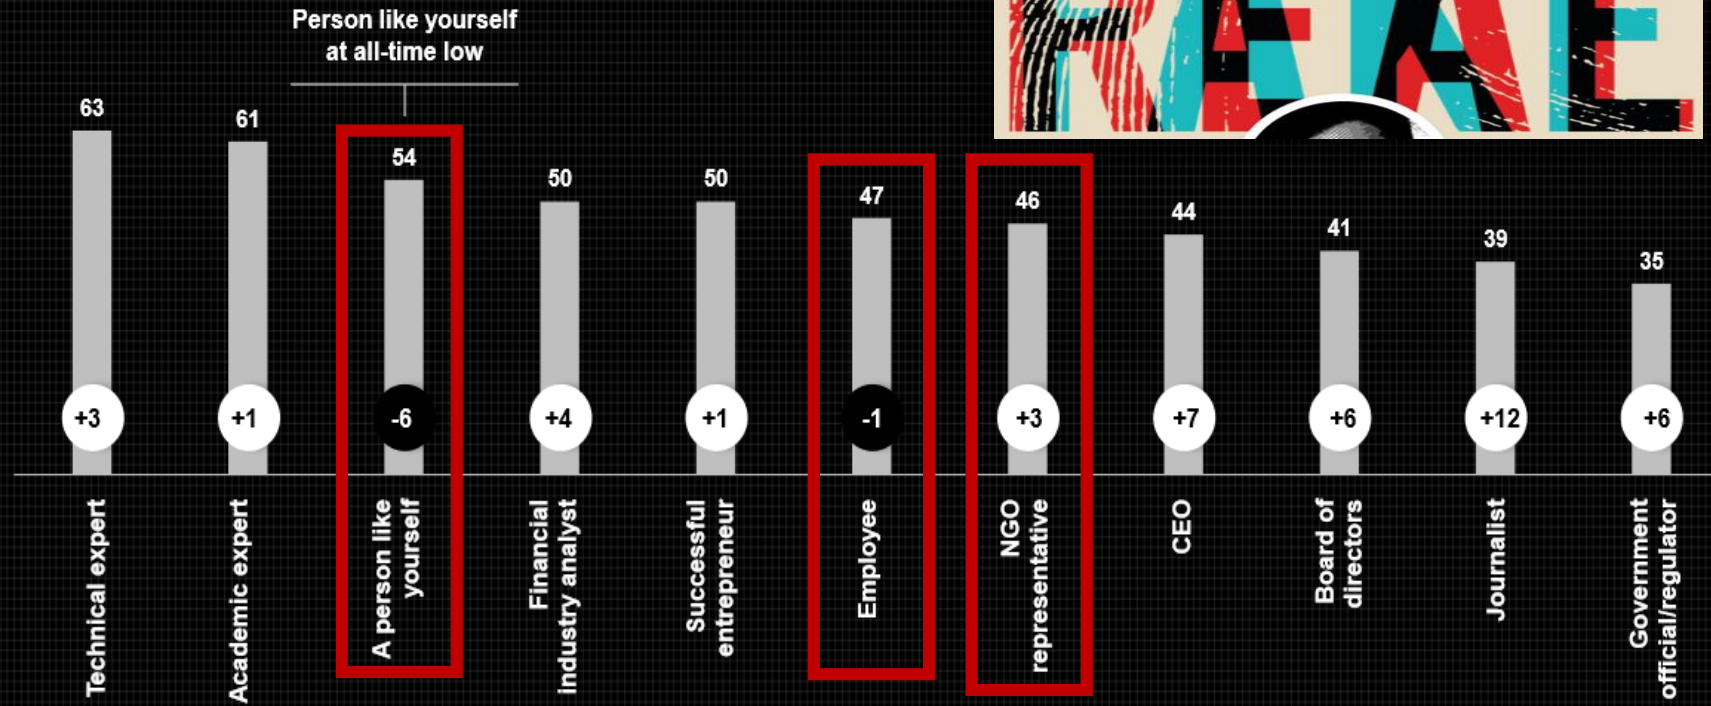 Person like yourself
at all-time low
63
61
54
50
50
47
46
44
41
39
35
+3
+1
-6
+4
+1
-1
+3
+7
+6
+12
+6
Technical expert
Academic expert
A person like
yourself
Financial
industry analyst
Successful
entrepreneur
Employee
NGO
representative
CEO
Board of
directors
Journalist
Government
official/regulator